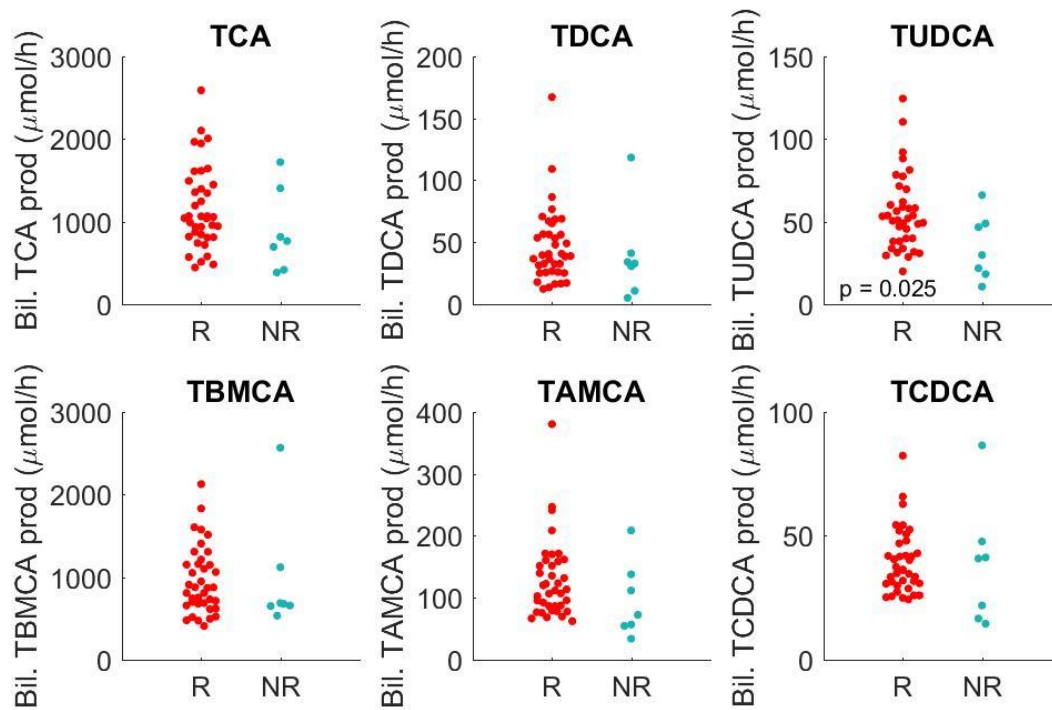 TCA
Bil. TCA prod (μmol/h)
3000
2000
1000
0
R NR
TDCA
Bil. TDCA prod (μmol/h)
200
150
100
50
0
R NR
TUDCA
Bil. TUDCA prod (μmol/h)
150
100
50
0
p = 0.025
R NR
TBMCA
Bil. TBMCA prod (μmol/h)
3000
2000
1000
0
R NR
TAMCA
Bil. TAMCA prod (μmol/h)
400
300
200
100
0
R NR
TCDCA
Bil. TCDCA prod (μmol/h)
100
50
0
R NR